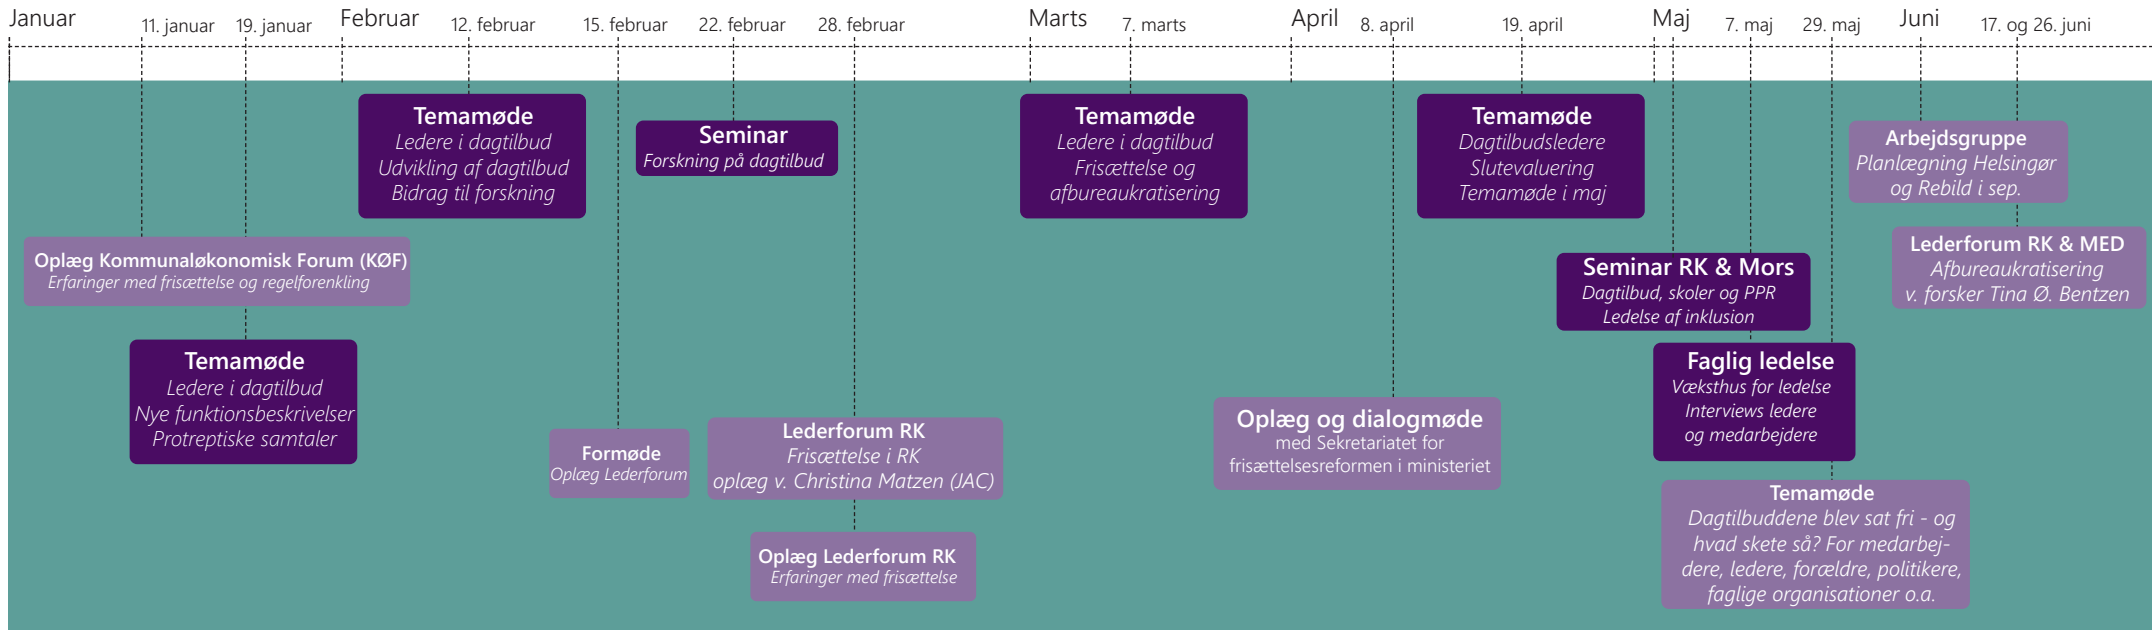 Januar
11. januar
19. januar
Februar
12. februar
15. februar
22. februar
28. februar
Marts
7. marts
April
8. april
19. april
Maj
7. maj
29. maj
Juni
17. og 26. juni
Oplæg Kommunaløkonomisk Forum (KØF)
Erfaringer med frisættelse og regelforenkling
Temamøde
Ledere i dagtilbud
Nye funktionsbeskrivelser
Protreptiske samtaler
Temamøde
Ledere i dagtilbud
Udvikling af dagtilbud
Bidrag til forskning
Formøde
Oplæg Lederforum
Seminar
Forskning på dagtilbud
Lederforum RK
Frisættelse i RK
oplæg v. Christina Matzen (JAC)
Oplæg Lederforum RK
Erfaringer med frisættelse
Temamøde
Ledere i dagtilbud
Frisættelse og
afbureaukratisering
Oplæg og dialogmøde
med Sekretariatet for
frisættelsesreformen i ministeriet
Temamøde
Dagtilbudsledere
Slutevaluering
Temamøde i maj
Seminar RK & Mors
Dagtilbud, skoler og PPR
Ledelse af inklusion
Faglig ledelse
Væksthus for ledelse
Interviews ledere
og medarbejdere
Temamøde
Dagtilbuddene blev sat fri - og
hvad skete så? For medarbej-
dere, ledere, forældre, politikere,
faglige organisationer o.a.
Arbejdsgruppe
Planlægning Helsingør
og Rebild i sep.
Lederforum RK & MED
Afbureaukratisering
v. forsker Tina Ø. Bentzen